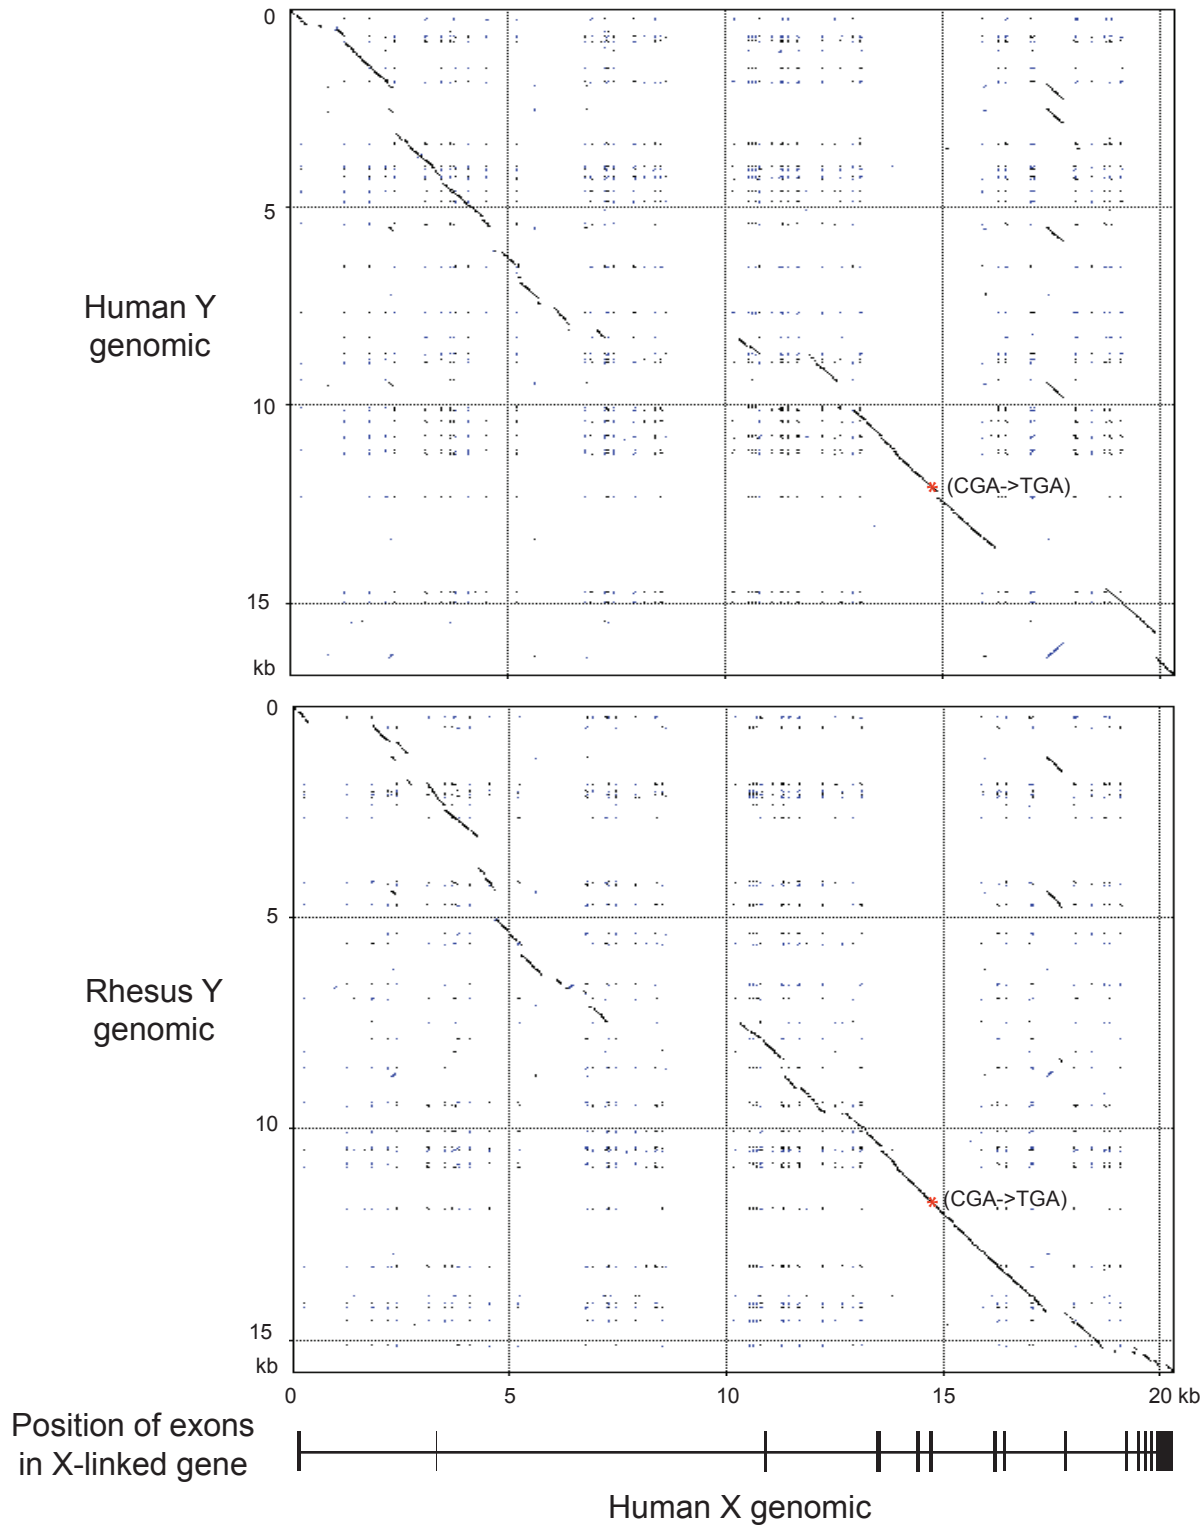 0
5
Human Y
genomic
10
(CGA->TGA)
15
kb
0
5
Rhesus Y
genomic
10
(CGA->TGA)
15
kb
0 5 10 15 20 kb
Position of exons
in X-linked gene
Human X genomic